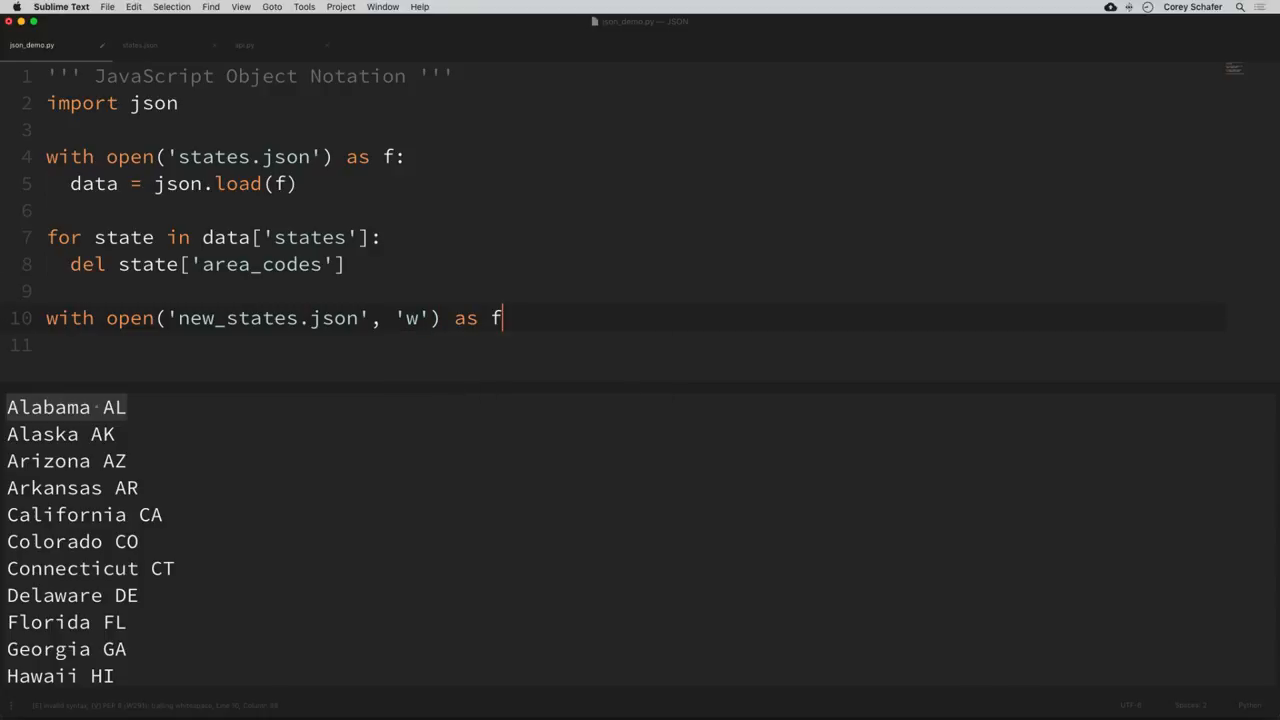 Sublime Text File Edit Selection Find View Goto Tools Project Window Help Corey Schafer
json_demo.py — JSON
json_demo.py states.json api.py
1 ''' JavaScript Object Notation '''
2 import json
3
4 with open('states.json') as f:
5 data = json.load(f)
6
7 for state in data['states']:
8 del state['area_codes']
9
10 with open('new_states.json', 'w') as f
11
Alabama AL
Alaska AK
Arizona AZ
Arkansas AR
California CA
Colorado CO
Connecticut CT
Delaware DE
Florida FL
Georgia GA
Hawaii HI
UTF-8 Spaces: 2 Python